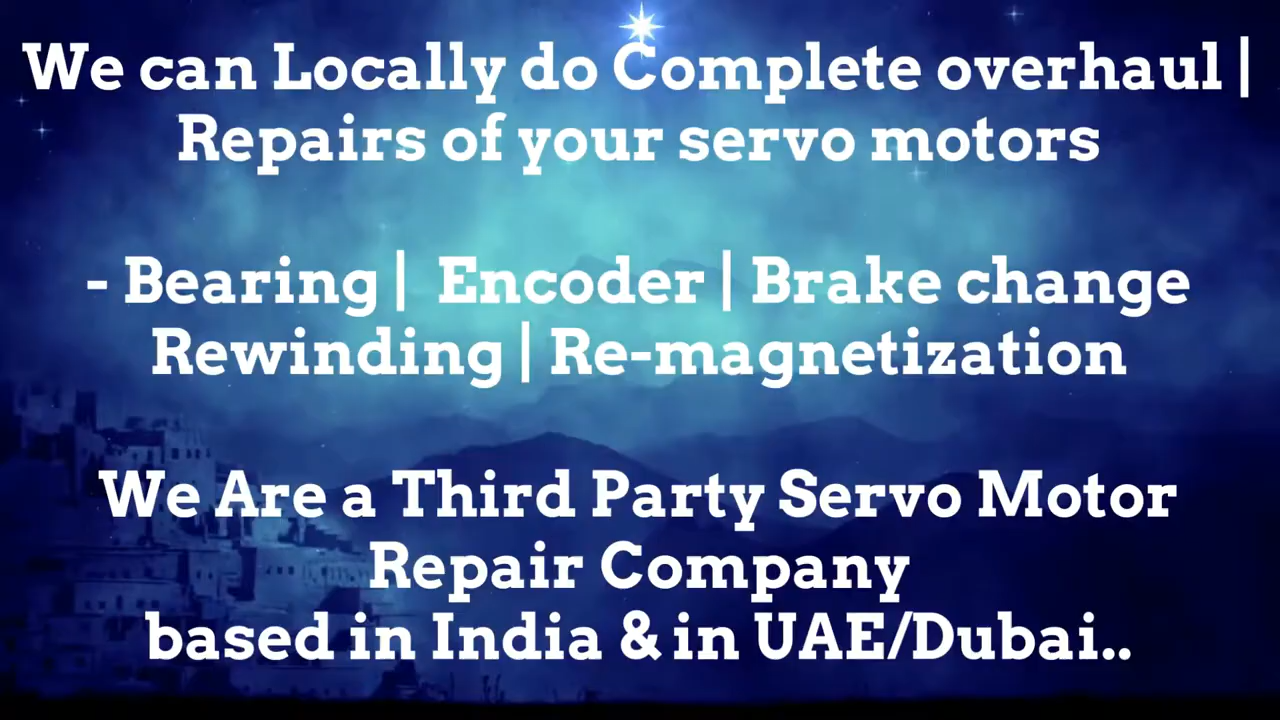 We can Locally do Complete overhaul |
Repairs of your servo motors
- Bearing | Encoder | Brake change
Rewinding | Re-magnetization
We Are a Third Party Servo Motor
Repair Company
based in India & in UAE/Dubai..